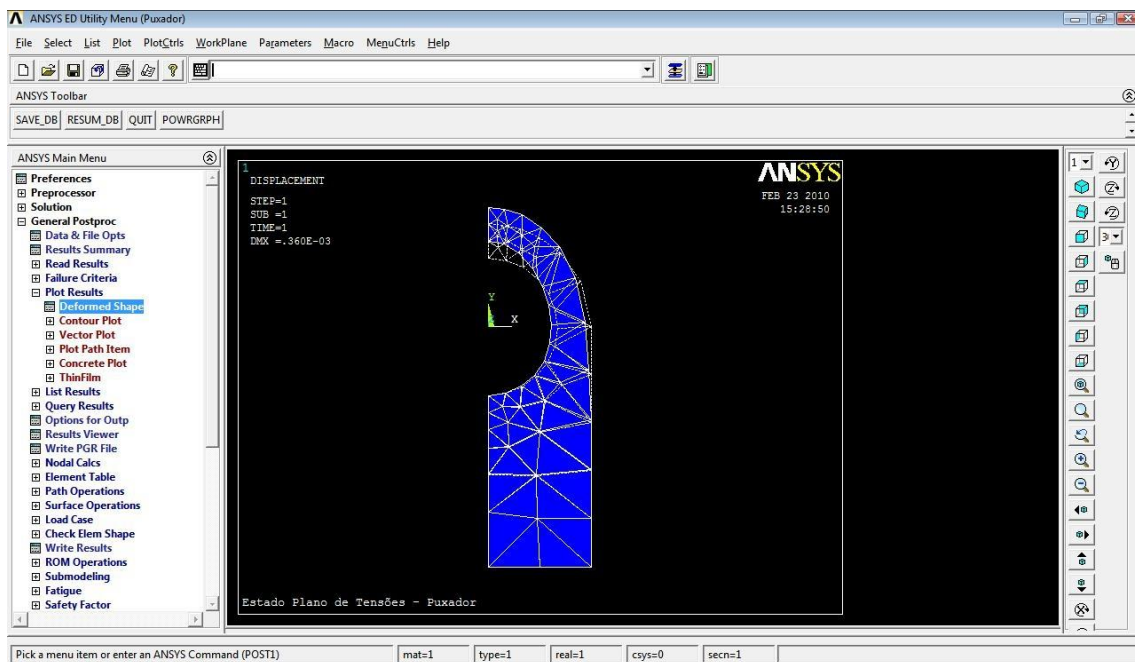 ANSYS ED Utility Menu (Puxador)
File Select List Plot PlotCtrls WorkPlane Parameters Macro MenuCtrls Help
ANSYS Toolbar
SAVE_DB RESUM_DB QUIT POWRGRPH
ANSYS Main Menu
Preferences
Preprocessor
Solution
General Postproc
Data & File Opts
Results Summary
Read Results
Failure Criteria
Plot Results
Deformed Shape
Contour Plot
Vector Plot
Plot Path Item
Concrete Plot
ThinFilm
List Results
Query Results
Options for Outp
Results Viewer
Write PGR File
Nodal Calcs
Element Table
Path Operations
Surface Operations
Load Case
Check Elem Shape
Write Results
ROM Operations
Submodeling
Fatigue
Safety Factor
1
DISPLACEMENT
STEP=1
SUB =1
TIME=1
DMX =.360E-03
ANSYS
FEB 23 2010
15:28:50
Y
X
Estado Plano de Tensões - Puxador
1
3
Pick a menu item or enter an ANSYS Command (POST1)
mat=1
type=1
real=1
csys=0
secn=1